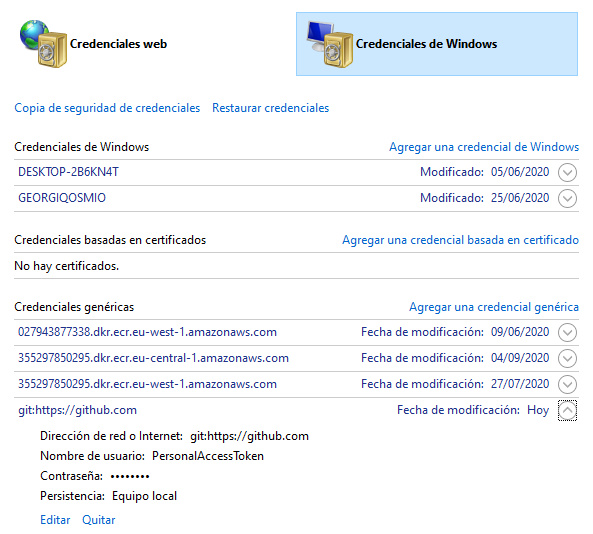 Credenciales web
Credenciales de Windows
Copia de seguridad de credenciales Restaurar credenciales
Credenciales de Windows Agregar una credencial de Windows
DESKTOP-2B6KN4T Modificado: 05/06/2020
GEORGIQOSMIO Modificado: 25/06/2020
Credenciales basadas en certificados Agregar una credencial basada en certificado
No hay certificados.
Credenciales genéricas Agregar una credencial genérica
027943877338.dkr.ecr.eu-west-1.amazonaws.com Fecha de modificación: 09/06/2020
355297850295.dkr.ecr.eu-central-1.amazonaws.com Fecha de modificación: 04/09/2020
355297850295.dkr.ecr.eu-west-1.amazonaws.com Fecha de modificación: 27/07/2020
git:https://github.com Fecha de modificación: Hoy
Dirección de red o Internet: git:https://github.com
Nombre de usuario: PersonalAccessToken
Contraseña: ••••••••
Persistencia: Equipo local
Editar Quitar